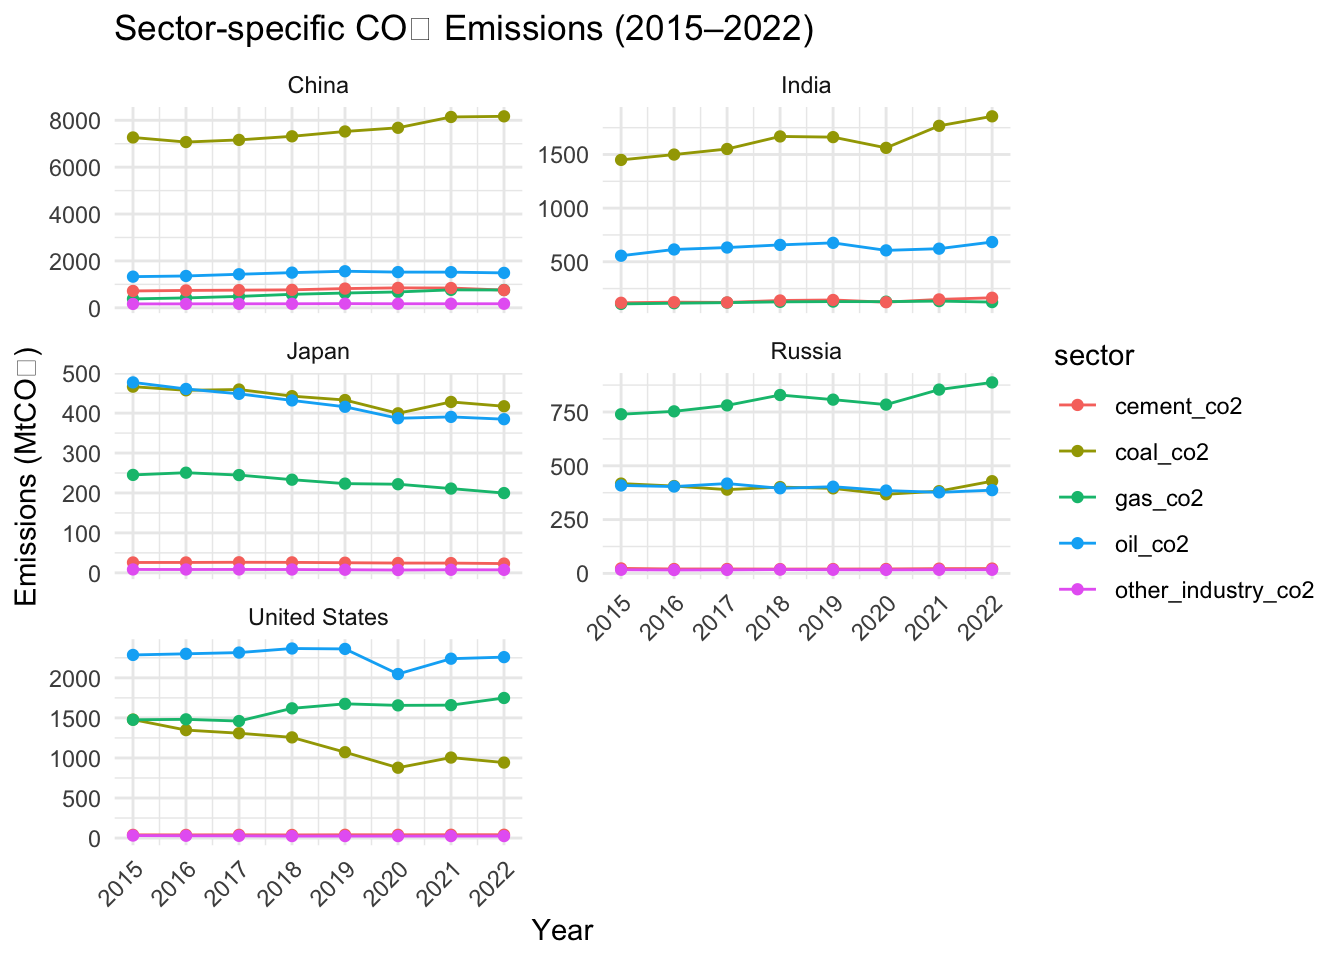 Sector-specific CO□ Emissions (2015–2022)
China
India
8000
6000
4000
2000
0
1500
1000
500
Japan
Russia
500
400
300
200
100
0
750
500
250
0
2015 2016 2017 2018 2019 2020 2021 2022
United States
2000
1500
1000
500
0
2015 2016 2017 2018 2019 2020 2021 2022
Year
Emissions (MtCO□)
sector
cement_co2
coal_co2
gas_co2
oil_co2
other_industry_co2